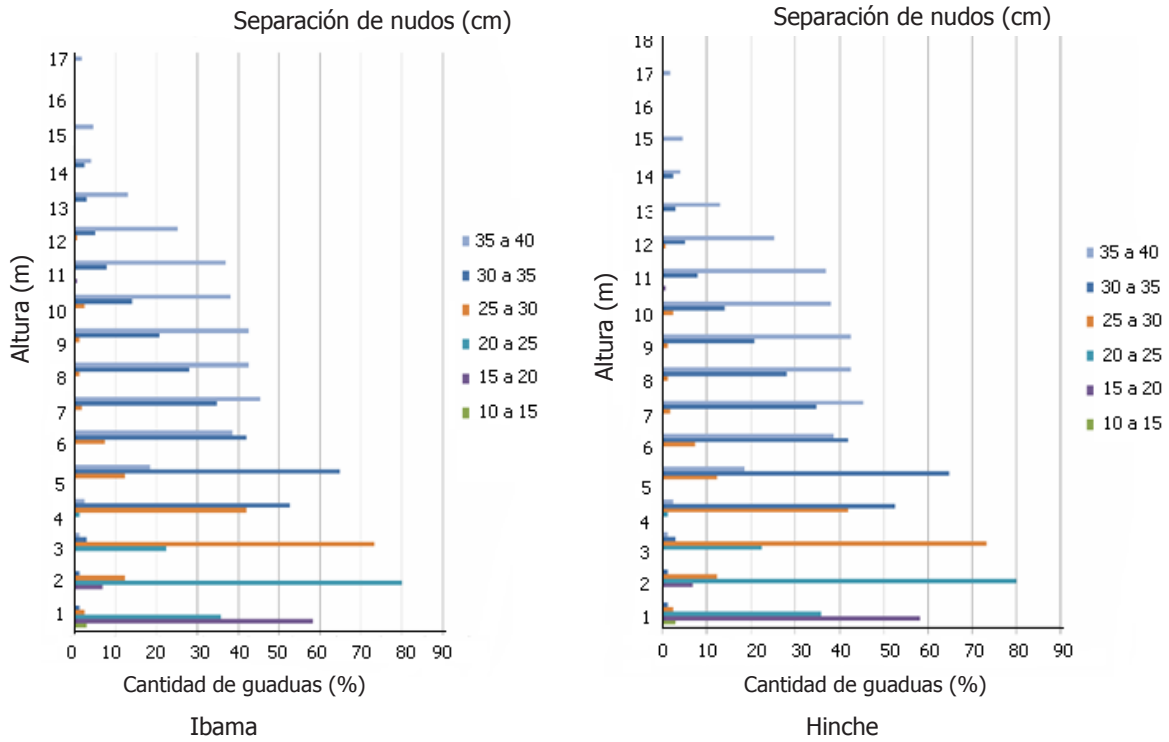 Separación de nudos (cm)
17
16
15
14
13
12
11
10
9
8
7
6
5
4
3
2
1
Altura (m)
0 10 20 30 40 50 60 70 80 90
Cantidad de guaduas (%)
35 a 40
30 a 35
25 a 30
20 a 25
15 a 20
10 a 15
Ibama
Separación de nudos (cm)
18
17
16
15
14
13
12
11
10
9
8
7
6
5
4
3
2
1
Altura (m)
0 10 20 30 40 50 60 70 80 90
Cantidad de guaduas (%)
35 a 40
30 a 35
25 a 30
20 a 25
15 a 20
10 a 15
Hinche